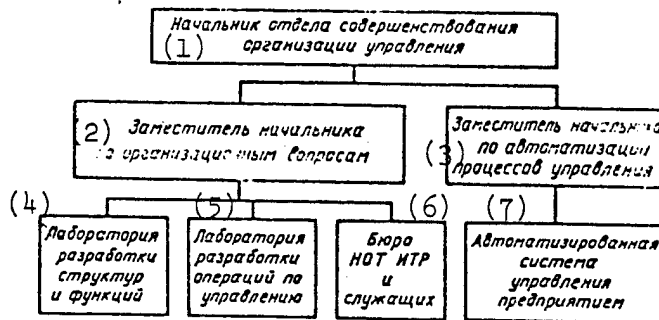 Начальник отдела совершенствования
(1) организации управления
(2) Заместитель начальника
по организационным вопросам
Заместитель начальника
(3) по автоматизации
процессов управления
(4)
Лаборатория
разработки
структур
и функций
(5)
Лаборатория
разработки
операций по
управлению
(6)
Бюро
НОТ ИТР
и
служащих
(7)
Автоматизированная
система
управления
предприятием